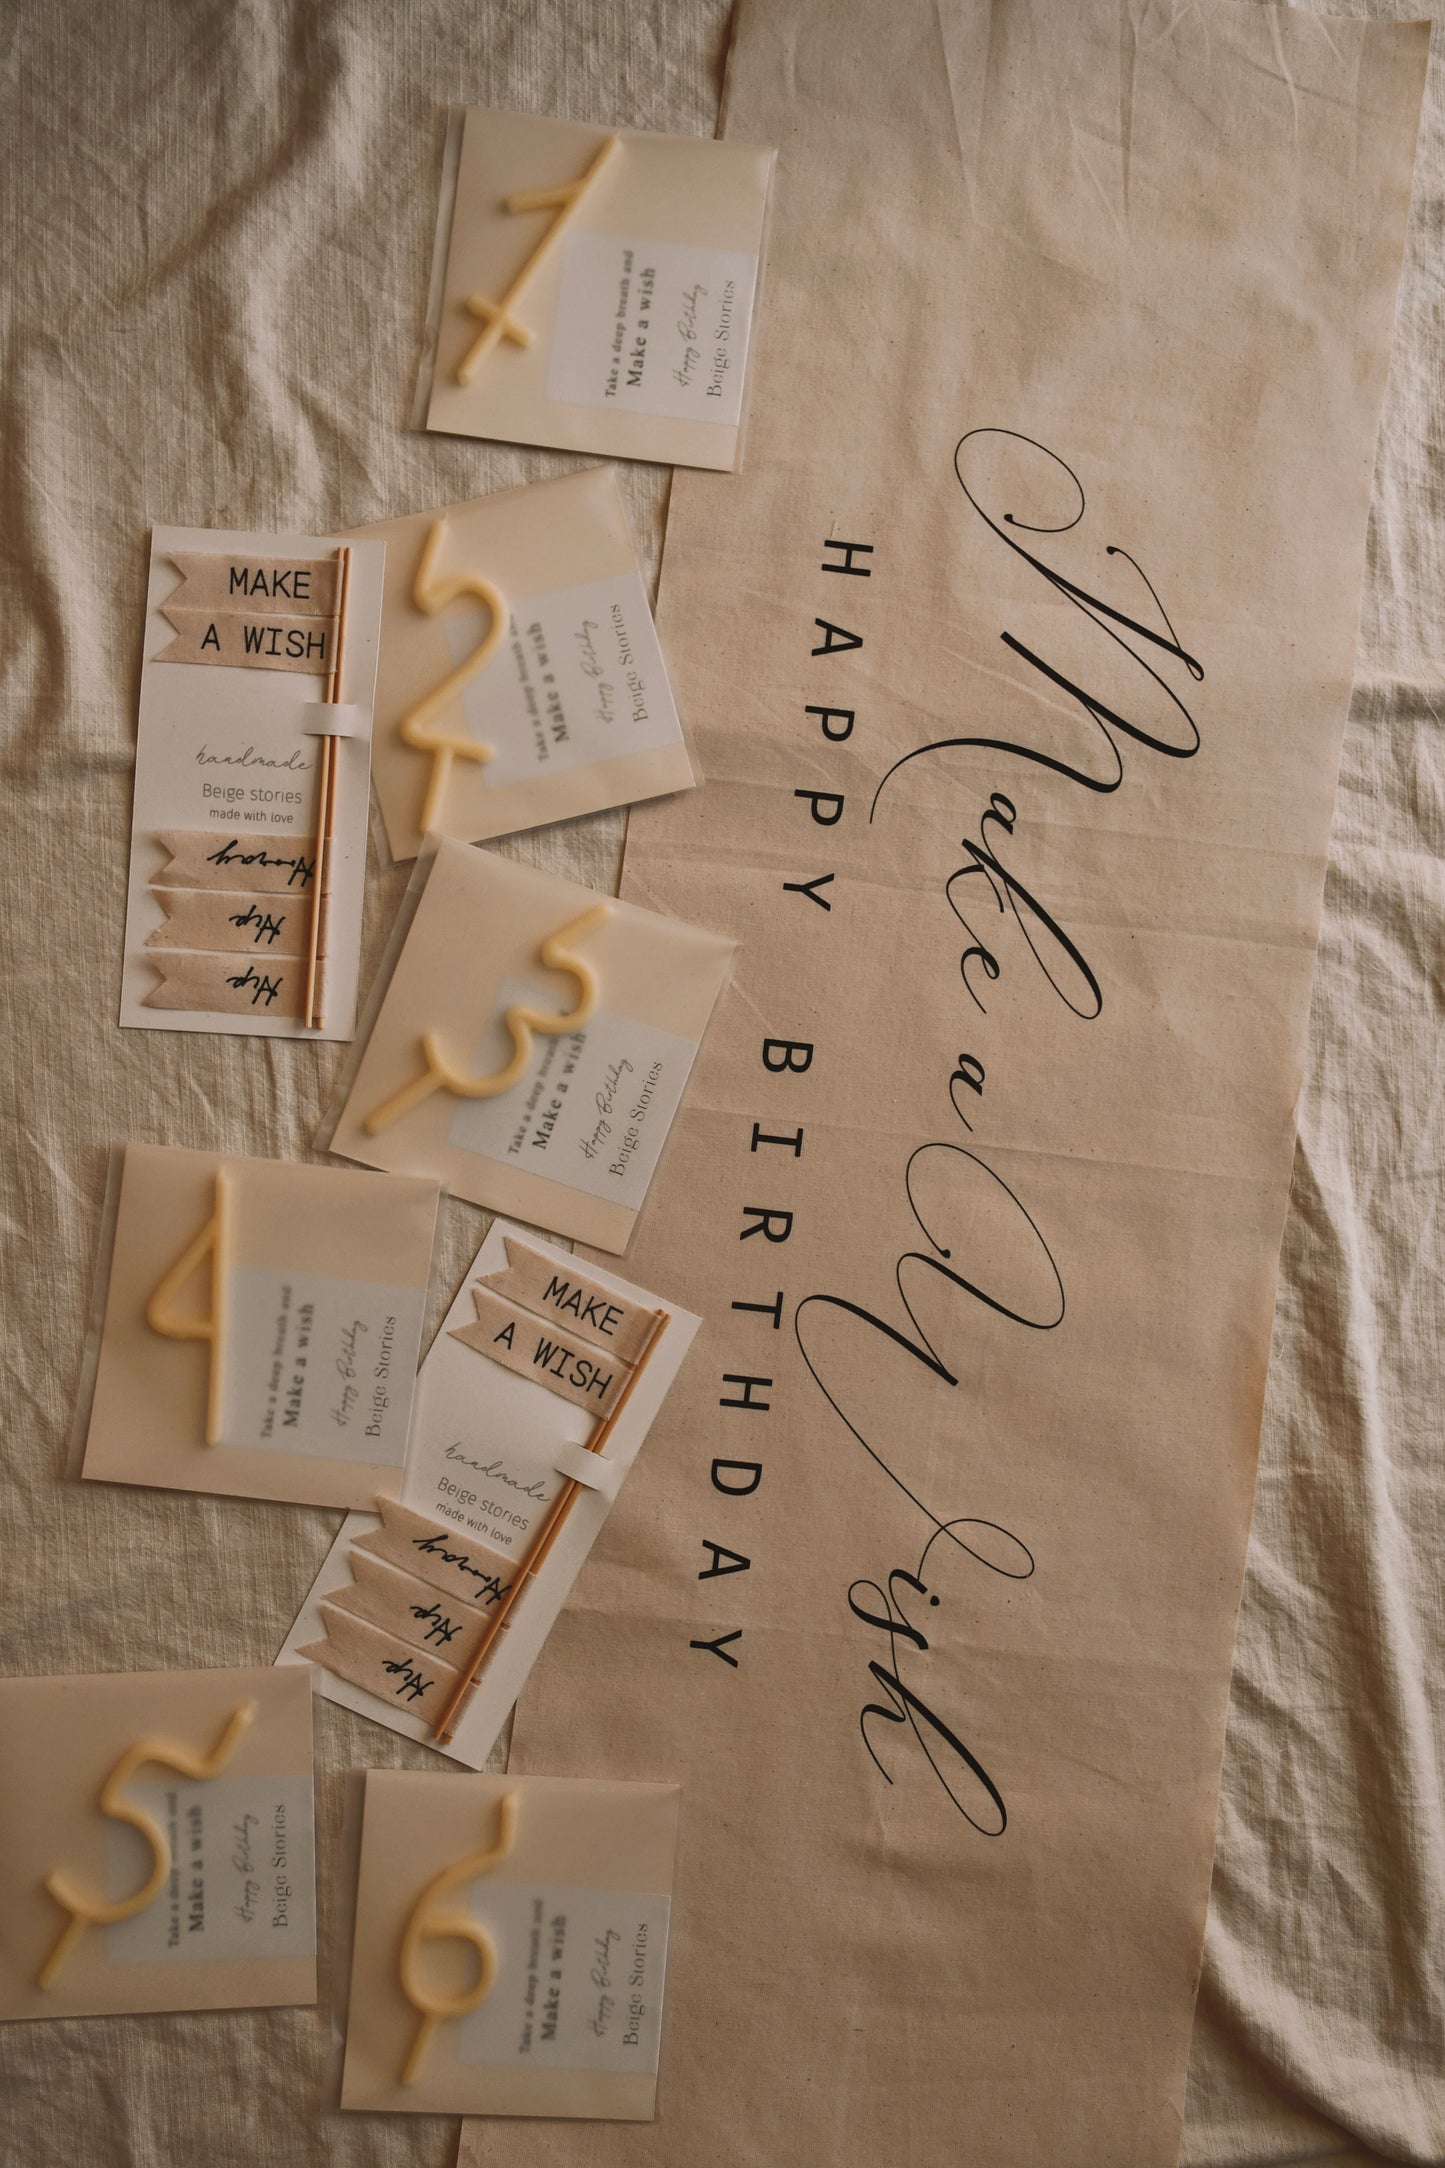 Make a Wish
HAPPY BIRTHDAY
Take a deep breath and
Make a wish
Happy Birthday
Beige Stories
MAKE
A WISH
handmade
Beige stories
made with love
Hooray
Hip
Hip
Take a deep breath and
Make a wish
Happy Birthday
Beige Stories
Take a deep breath
Make a wish
Happy Birthday
Beige Stories
Take a deep breath and
Make a wish
Happy Birthday
Beige Stories
MAKE
A WISH
handmade
Beige stories
made with love
Hooray
Hip
Hip
Take a deep breath and
Make a wish
Happy Birthday
Beige Stories
Take a deep breath and
Make a wish
Happy Birthday
Beige Stories